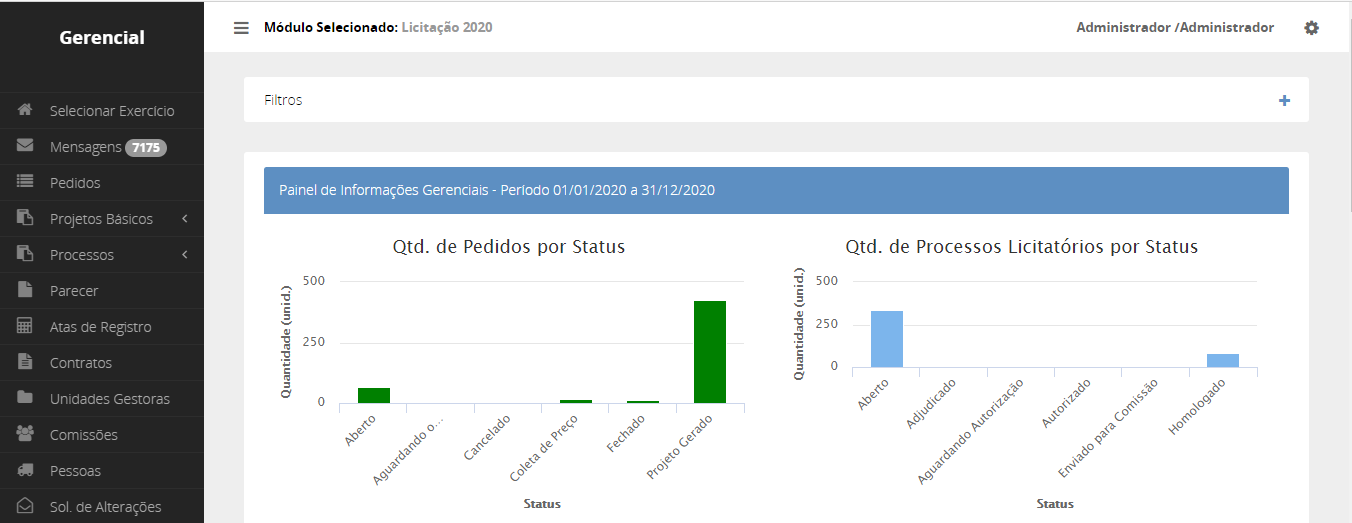 Gerencial
Selecionar Exercício
Mensagens 7175
Pedidos
Projetos Básicos
Processos
Parecer
Atas de Registro
Contratos
Unidades Gestoras
Comissões
Pessoas
Sol. de Alterações
Módulo Selecionado: Licitação 2020
Administrador /Administrador
Filtros
Painel de Informações Gerenciais - Período 01/01/2020 a 31/12/2020
Qtd. de Pedidos por Status
Quantidade (unid.)
500
250
0
Aberto
Aguardando o...
Cancelado
Coleta de Preço
Fechado
Projeto Gerado
Status
Qtd. de Processos Licitatórios por Status
Quantidade (unid.)
500
250
0
Aberto
Adjudicado
Aguardando Autorização
Autorizado
Enviado para Comissão
Homologado
Status